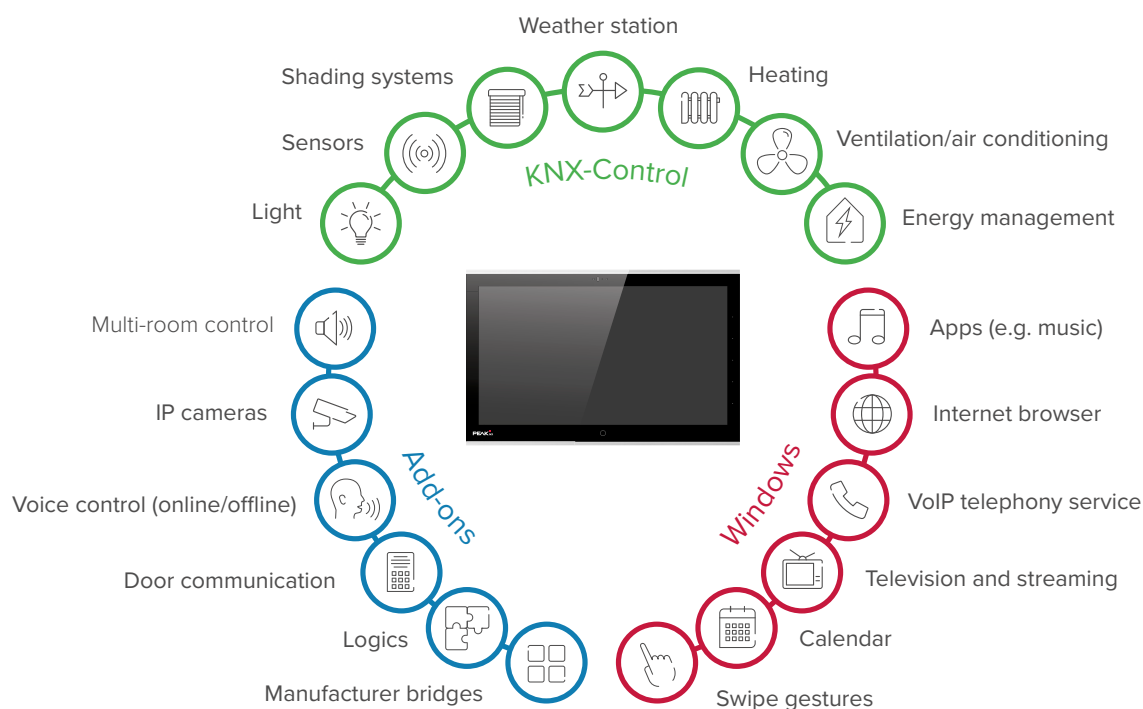 Weather station
Shading systems
Heating
Sensors
Ventilation/air conditioning
KNX-Control
Light
Energy management
Multi-room control
Apps (e.g. music)
IP cameras
Internet browser
PEAK
Add-ons
Windows
Voice control (online/offline)
VoIP telephony service
Door communication
Television and streaming
Logics
Calendar
Manufacturer bridges
Swipe gestures